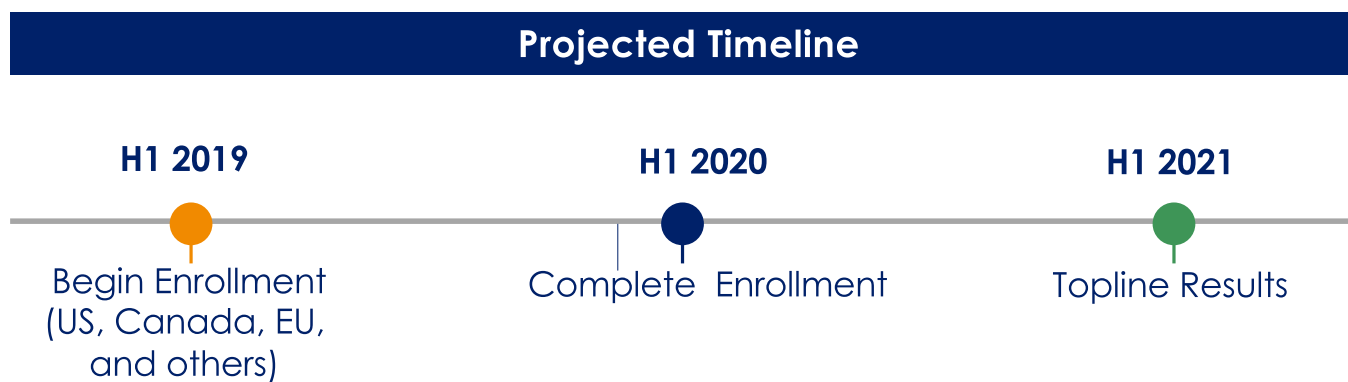 Projected Timeline
H1 2019
H1 2020
H1 2021
Begin Enrollment
(US, Canada, EU,
and others)
Complete Enrollment
Topline Results